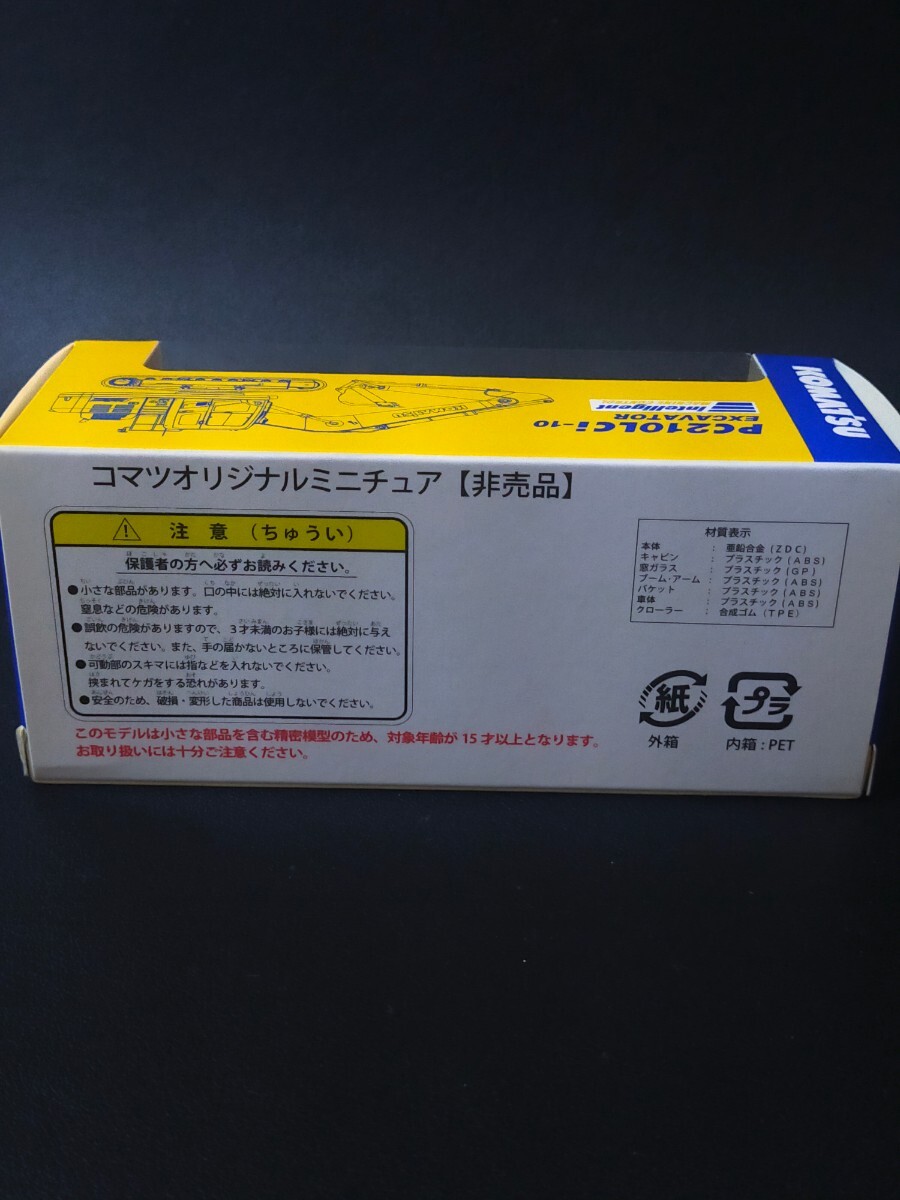 KOMATSU
PC210LCi-10
EXCAVATOR
intelligent
MACHINE CONTROL
コマツオリジナルミニチュア【非売品】
注 意 (ちゅうい)
保護者の方へ必ずお読みください。
●小さな部品があります。口の中には絶対に入れないでください。
窒息などの危険があります。
●誤飲の危険がありますので、3才未満のお子様には絶対に与え
ないでください。また、手の届かないところに保管してください。
●可動部のスキマには指などを入れないでください。
挟まれてケガをする恐れがあります。
●安全のため、破損・変形した商品は使用しないでください。
このモデルは小さな部品を含む精密模型のため、対象年齢が15才以上となります。
お取り扱いには十分ご注意ください。
材質表示
本体 : 亜鉛合金(ZDC)
キャビン : プラスチック(ABS)
窓ガラス : プラスチック(GP)
ブーム・アーム : プラスチック(ABS)
バケット : プラスチック(ABS)
車体 : プラスチック(ABS)
クローラー : 合成ゴム(TPE)
紙
外箱
プラ
内箱:PET